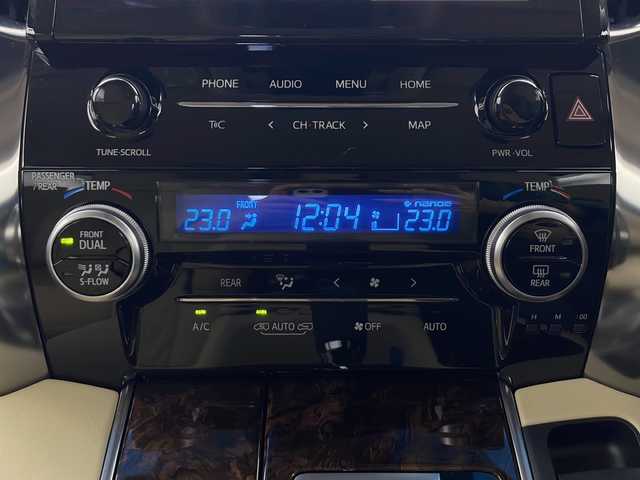 PHONE AUDIO MENU HOME
T@C < CH·TRACK > MAP
TUNE·SCROLL
PWR·VOL
PASSENGER
/REAR
TEMP
TEMP
FRONT nanoe
23.0 12:04 23.0
FRONT
DUAL
S-FLOW
FRONT
REAR
REAR < >
A/C AUTO OFF AUTO
H M :00